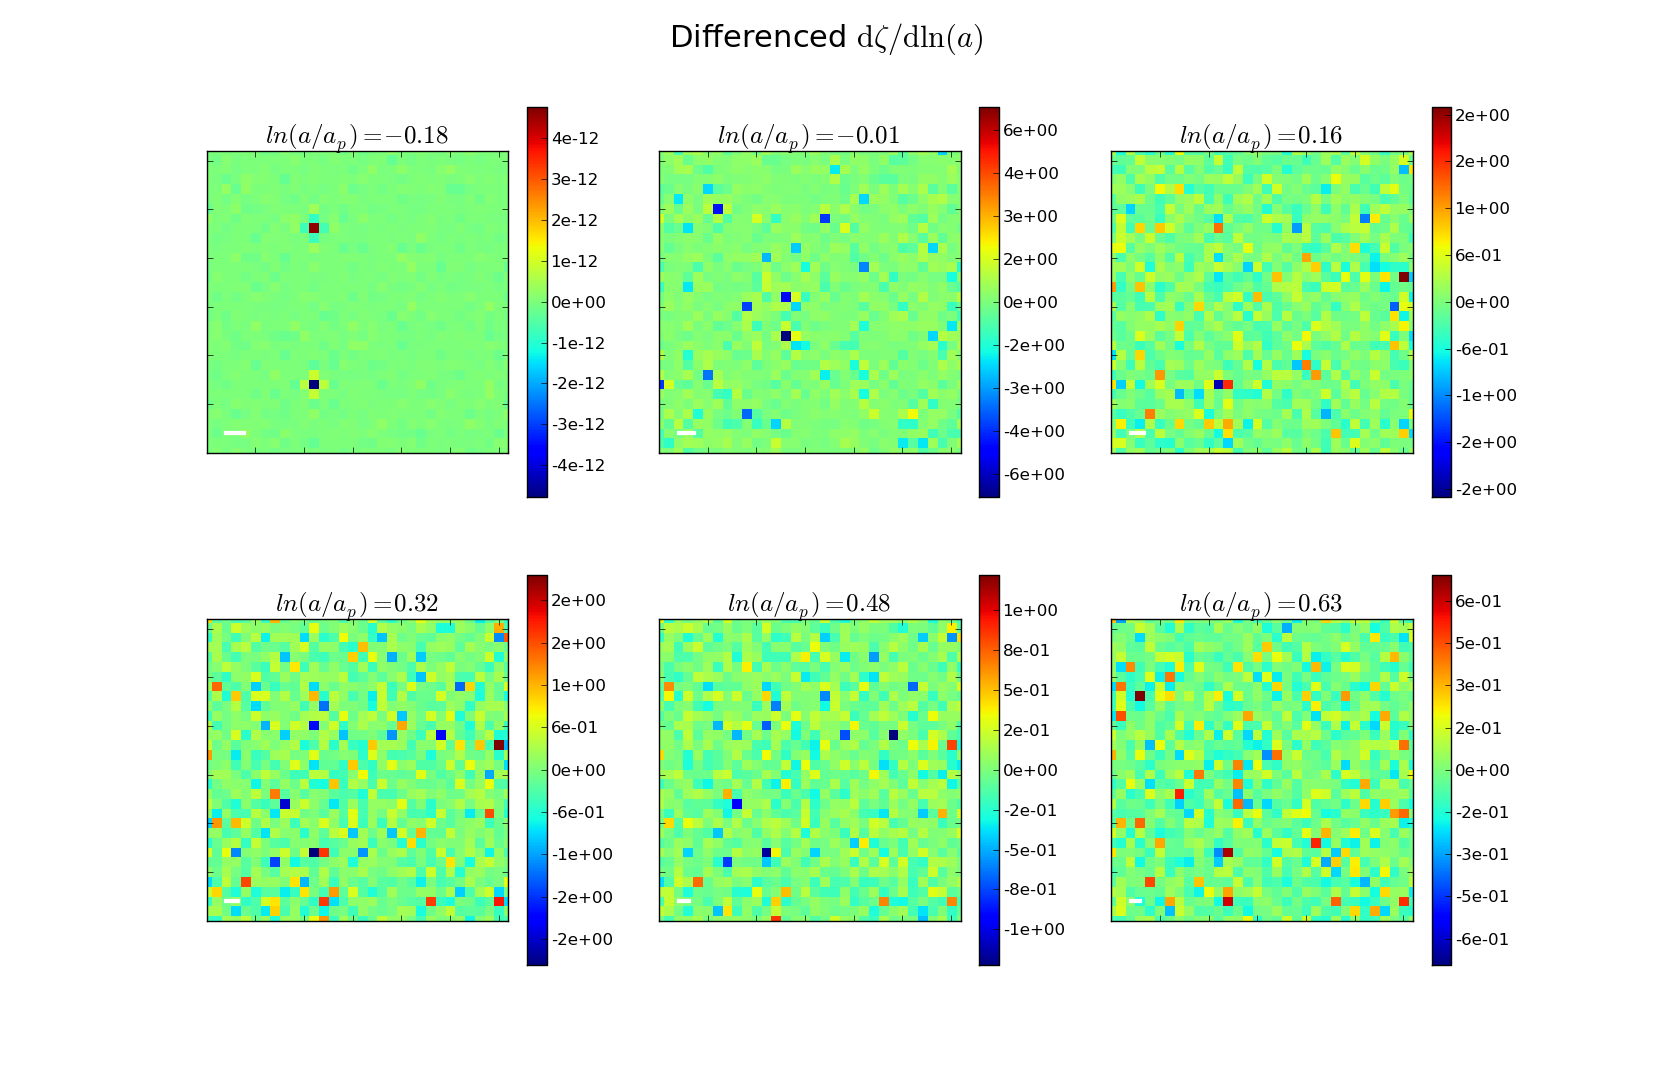 Differenced dζ/dln(a)
ln(a/a_p)=−0.18
4e-12
3e-12
2e-12
1e-12
0e+00
-1e-12
-2e-12
-3e-12
-4e-12
ln(a/a_p)=−0.01
6e+00
4e+00
3e+00
2e+00
0e+00
-2e+00
-3e+00
-4e+00
-6e+00
ln(a/a_p)=0.16
2e+00
2e+00
1e+00
6e-01
0e+00
-6e-01
-1e+00
-2e+00
-2e+00
ln(a/a_p)=0.32
2e+00
2e+00
1e+00
6e-01
0e+00
-6e-01
-1e+00
-2e+00
-2e+00
ln(a/a_p)=0.48
1e+00
8e-01
5e-01
2e-01
0e+00
-2e-01
-5e-01
-8e-01
-1e+00
ln(a/a_p)=0.63
6e-01
5e-01
3e-01
2e-01
0e+00
-2e-01
-3e-01
-5e-01
-6e-01